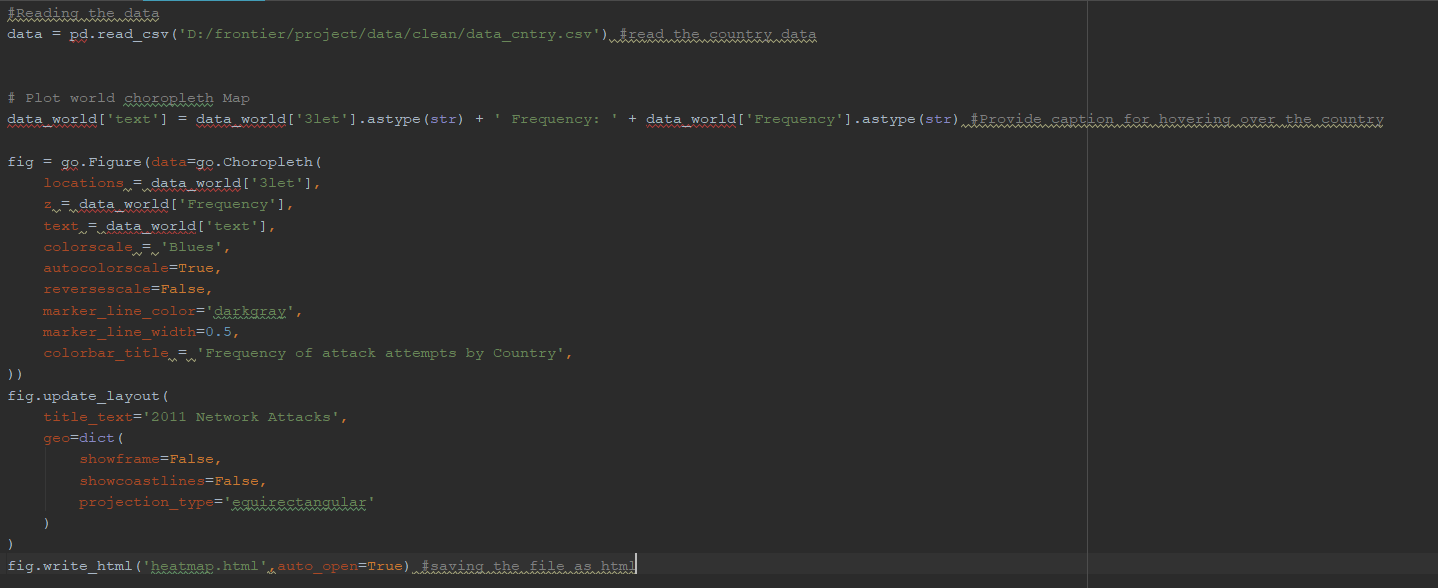 #Reading the data
data = pd.read_csv('D:/frontier/project/data/clean/data_cntry.csv') #read the country data
# Plot world choropleth Map
data_world['text'] = data_world['3let'].astype(str) + ' Frequency: ' + data_world['Frequency'].astype(str) #Provide caption for hovering over the country
fig = go.Figure(data=go.Choropleth(
    locations = data_world['3let'],
    z = data_world['Frequency'],
    text = data_world['text'],
    colorscale = 'Blues',
    autocolorscale=True,
    reversescale=False,
    marker_line_color='darkgray',
    marker_line_width=0.5,
    colorbar_title = 'Frequency of attack attempts by Country',
))
fig.update_layout(
    title_text='2011 Network Attacks',
    geo=dict(
        showframe=False,
        showcoastlines=False,
        projection_type='equirectangular'
    )
)
fig.write_html('heatmap.html',auto_open=True) #saving the file as html